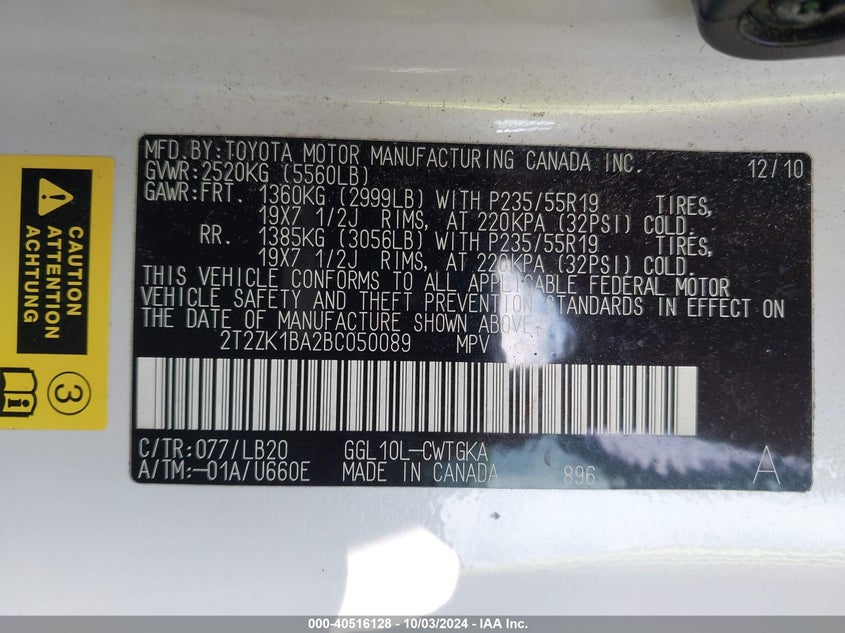 MFD.BY:TOYOTA MOTOR MANUFACTURING CANADA INC. 12/10
GVWR:2520KG (5560LB)
GAWR:FRT. 1360KG (2999LB) WITH P235/55R19 TIRES,
19X7 1/2J RIMS, AT 220KPA (32PSI) COLD.
RR. 1385KG (3056LB) WITH P235/55R19 TIRES,
19X7 1/2J RIMS, AT 220KPA (32PSI) COLD.
THIS VEHICLE CONFORMS TO ALL APPLICABLE FEDERAL MOTOR
VEHICLE SAFETY AND THEFT PREVENTION STANDARDS IN EFFECT ON
THE DATE OF MANUFACTURE SHOWN ABOVE.
2T2ZK1BA2BC050089 MPV
C/TR:077/LB20 GGL10L-CWTGKA
A/TM:-01A/U660E MADE IN CANADA 896 A
CAUTION
ATTENTION
ACHTUNG
3
000-40516128 - 10/03/2024 - IAA Inc.